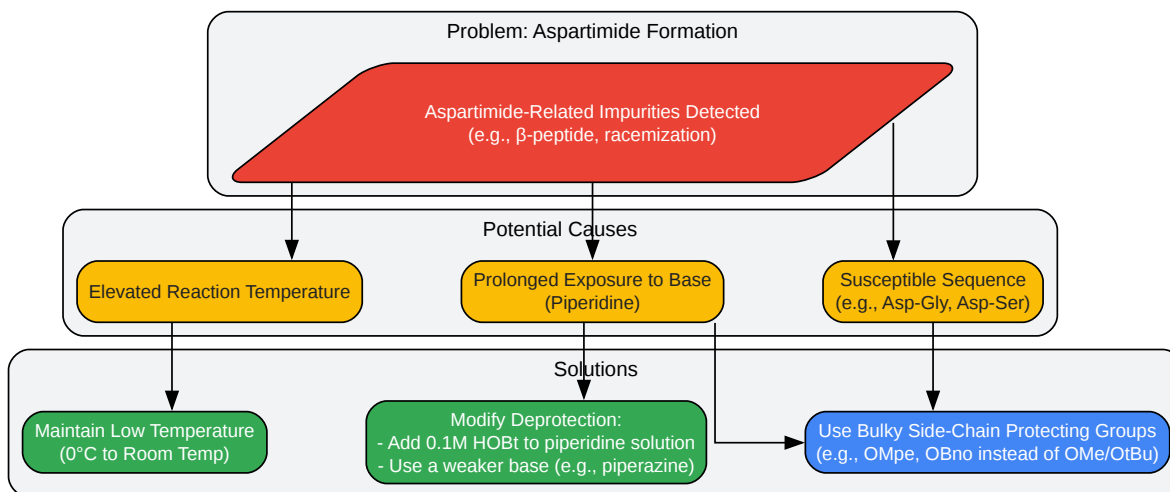 Problem: Aspartimide Formation
Aspartimide-Related Impurities Detected
(e.g., β-peptide, racemization)
Potential Causes
Elevated Reaction Temperature
Prolonged Exposure to Base
(Piperidine)
Susceptible Sequence
(e.g., Asp-Gly, Asp-Ser)
Solutions
Maintain Low Temperature
(0°C to Room Temp)
Modify Deprotection:
- Add 0.1M HOBt to piperidine solution
- Use a weaker base (e.g., piperazine)
Use Bulky Side-Chain Protecting Groups
(e.g., OMpe, OBno instead of OMe/OtBu)